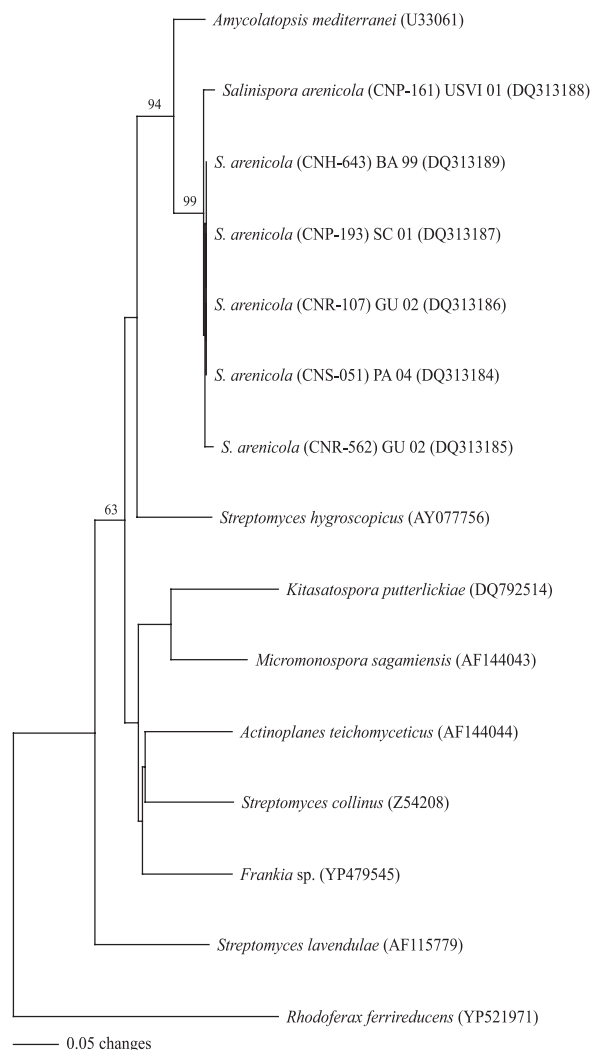 Amycolatopsis mediterranei (U33061)
Salinispora arenicola (CNP-161) USVI 01 (DQ313188)
94
S. arenicola (CNH-643) BA 99 (DQ313189)
99
S. arenicola (CNP-193) SC 01 (DQ313187)
S. arenicola (CNR-107) GU 02 (DQ313186)
S. arenicola (CNS-051) PA 04 (DQ313184)
S. arenicola (CNR-562) GU 02 (DQ313185)
63
Streptomyces hygroscopicus (AY077756)
Kitasatospora putterlickiae (DQ792514)
Micromonospora sagamiensis (AF144043)
Actinoplanes teichomyceticus (AF144044)
Streptomyces collinus (Z54208)
Frankia sp. (YP479545)
Streptomyces lavendulae (AF115779)
Rhodoferax ferrireducens (YP521971)
0.05 changes